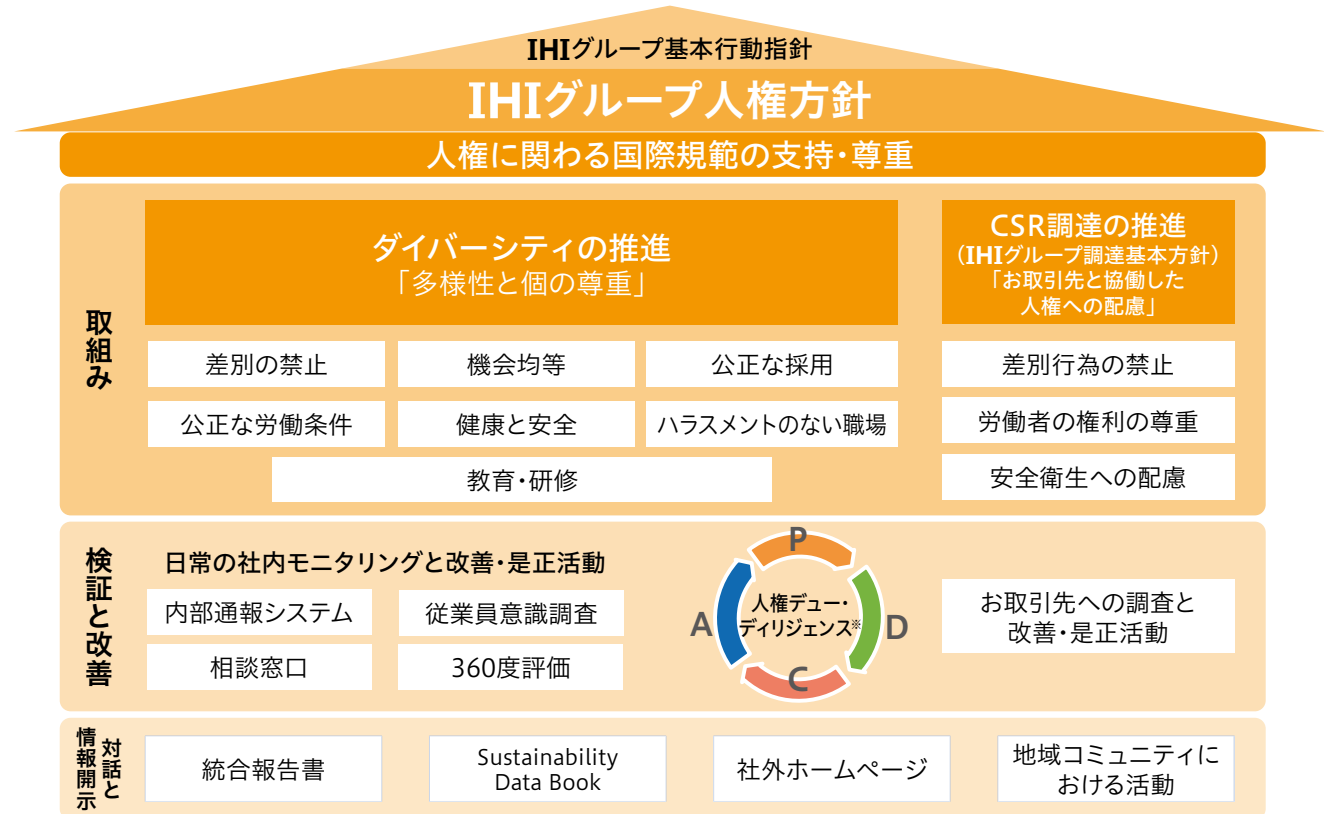 IHIグループ基本行動指針
IHIグループ人権方針
人権に関わる国際規範の支持・尊重
取組み
ダイバーシティの推進
「多様性と個の尊重」
差別の禁止
機会均等
公正な採用
公正な労働条件
健康と安全
ハラスメントのない職場
教育・研修
CSR調達の推進
（IHIグループ調達基本方針）
「お取引先と協働した
人権への配慮」
差別行為の禁止
労働者の権利の尊重
安全衛生への配慮
検証と改善
日常の社内モニタリングと改善・是正活動
内部通報システム
従業員意識調査
相談窓口
360度評価
P
D
C
A
人権デュー・
ディリジェンス※
お取引先への調査と
改善・是正活動
対話と
情報開示
統合報告書
Sustainability
Data Book
社外ホームページ
地域コミュニティに
おける活動